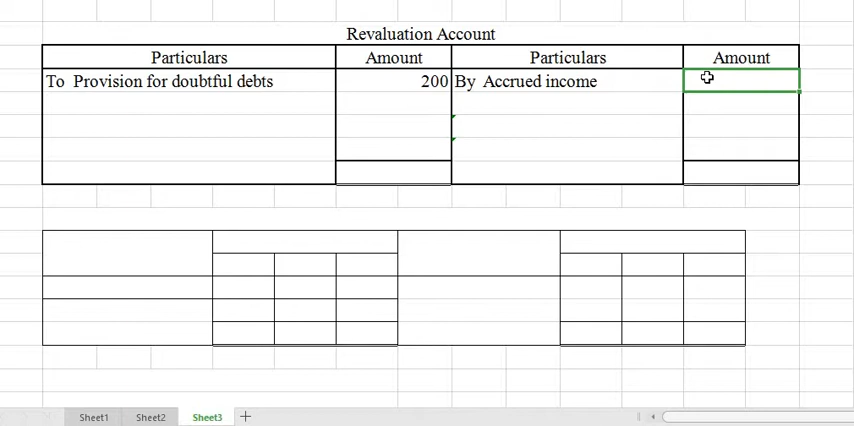 Revaluation Account
Particulars Amount Particulars Amount
To Provision for doubtful debts 200 By Accrued income
Sheet1 Sheet2 Sheet3